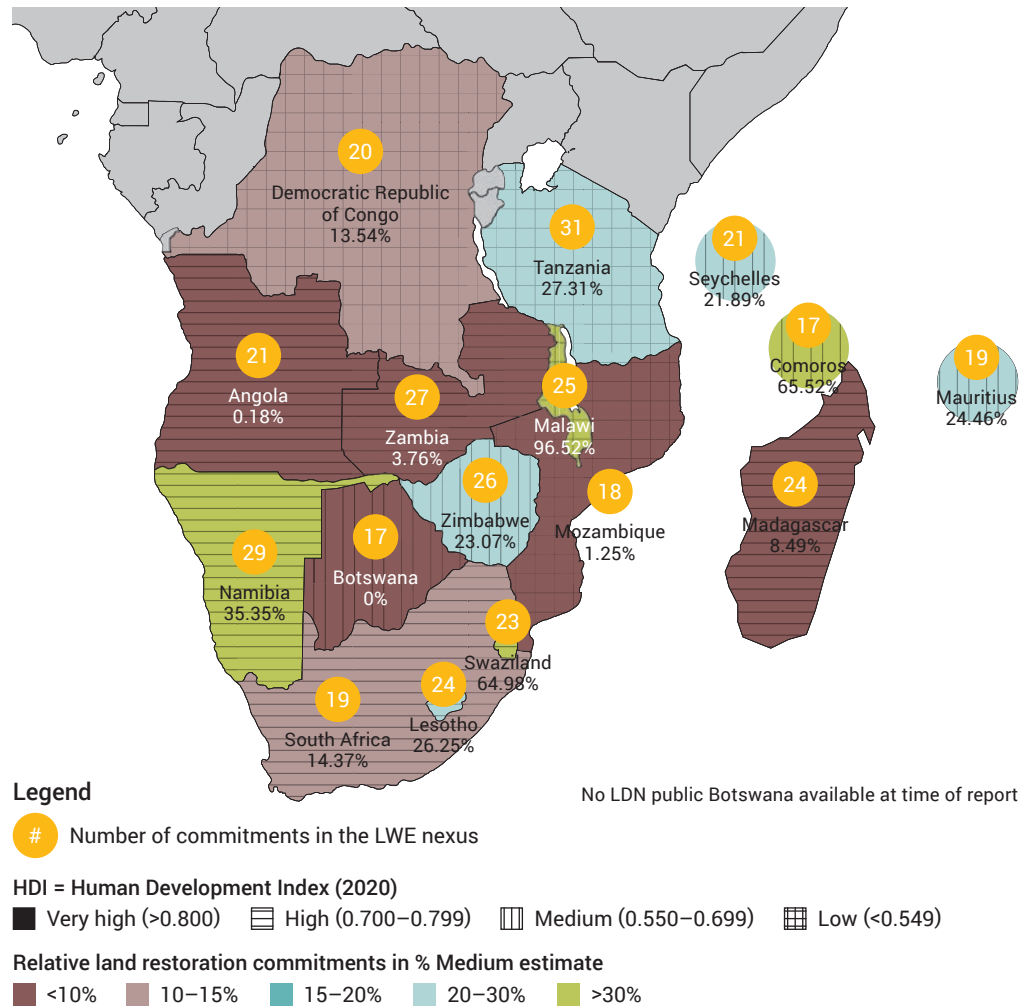 20
Democratic Republic
of Congo
13.54%
31
Tanzania
27.31%
21
Seychelles
21.89%
17
Comoros
65.52%
19
Mauritius
24.46%
21
Angola
0.18%
27
Zambia
3.76%
25
Malawi
96.52%
26
Zimbabwe
23.07%
18
Mozambique
1.25%
24
Madagascar
8.49%
29
Namibia
35.35%
17
Botswana
0%
23
Swaziland
64.98%
24
Lesotho
26.25%
19
South Africa
14.37%
Legend
No LDN public Botswana available at time of report
# Number of commitments in the LWE nexus
HDI = Human Development Index (2020)
Very high (>0.800) High (0.700–0.799) Medium (0.550–0.699) Low (<0.549)
Relative land restoration commitments in % Medium estimate
<10% 10–15% 15–20% 20–30% >30%